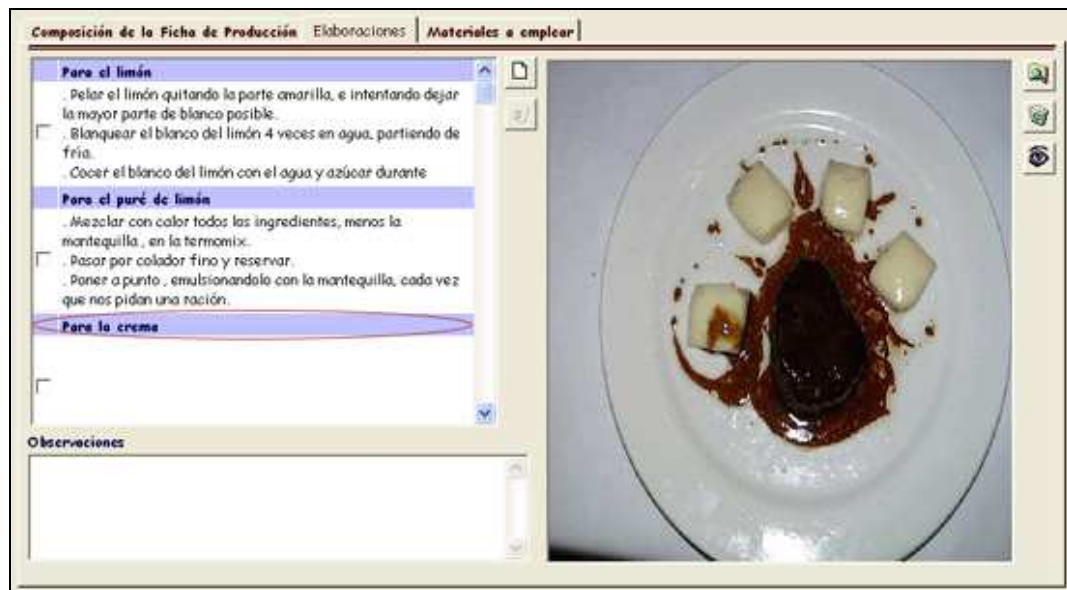 Composición de la Ficha de Producción Elaboraciones Materiales a emplear
Para el limón
. Pelar el limón quitando la parte amarilla, e intentando dejar
la mayor parte de blanco posible.
. Blanquear el blanco del limón 4 veces en agua, partiendo de
fria.
. Cocer el blanco del limón con el agua y azúcar durante
Para el puré de limón
. Mezclar con calor todos los ingredientes, menos la
mantequilla , en la termomix.
. Pasar por colador fino y reservar.
. Poner a punto , emulsionandolo con la mantequilla, cada vez
que nos pidan una ración.
Para la crema
Observaciones